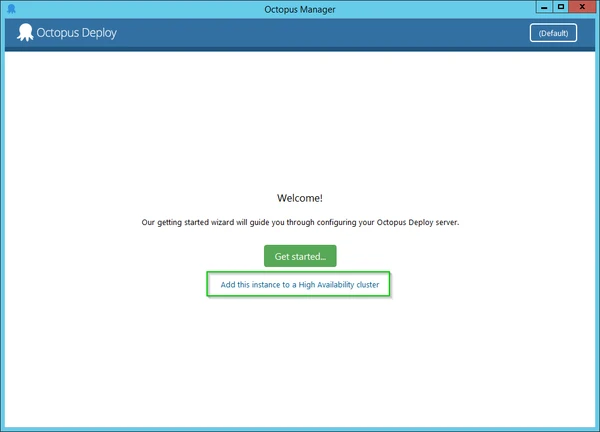 Octopus Manager
Octopus Deploy
(Default)
Welcome!
Our getting started wizard will guide you through configuring your Octopus Deploy server.
Get started...
Add this instance to a High Availability cluster